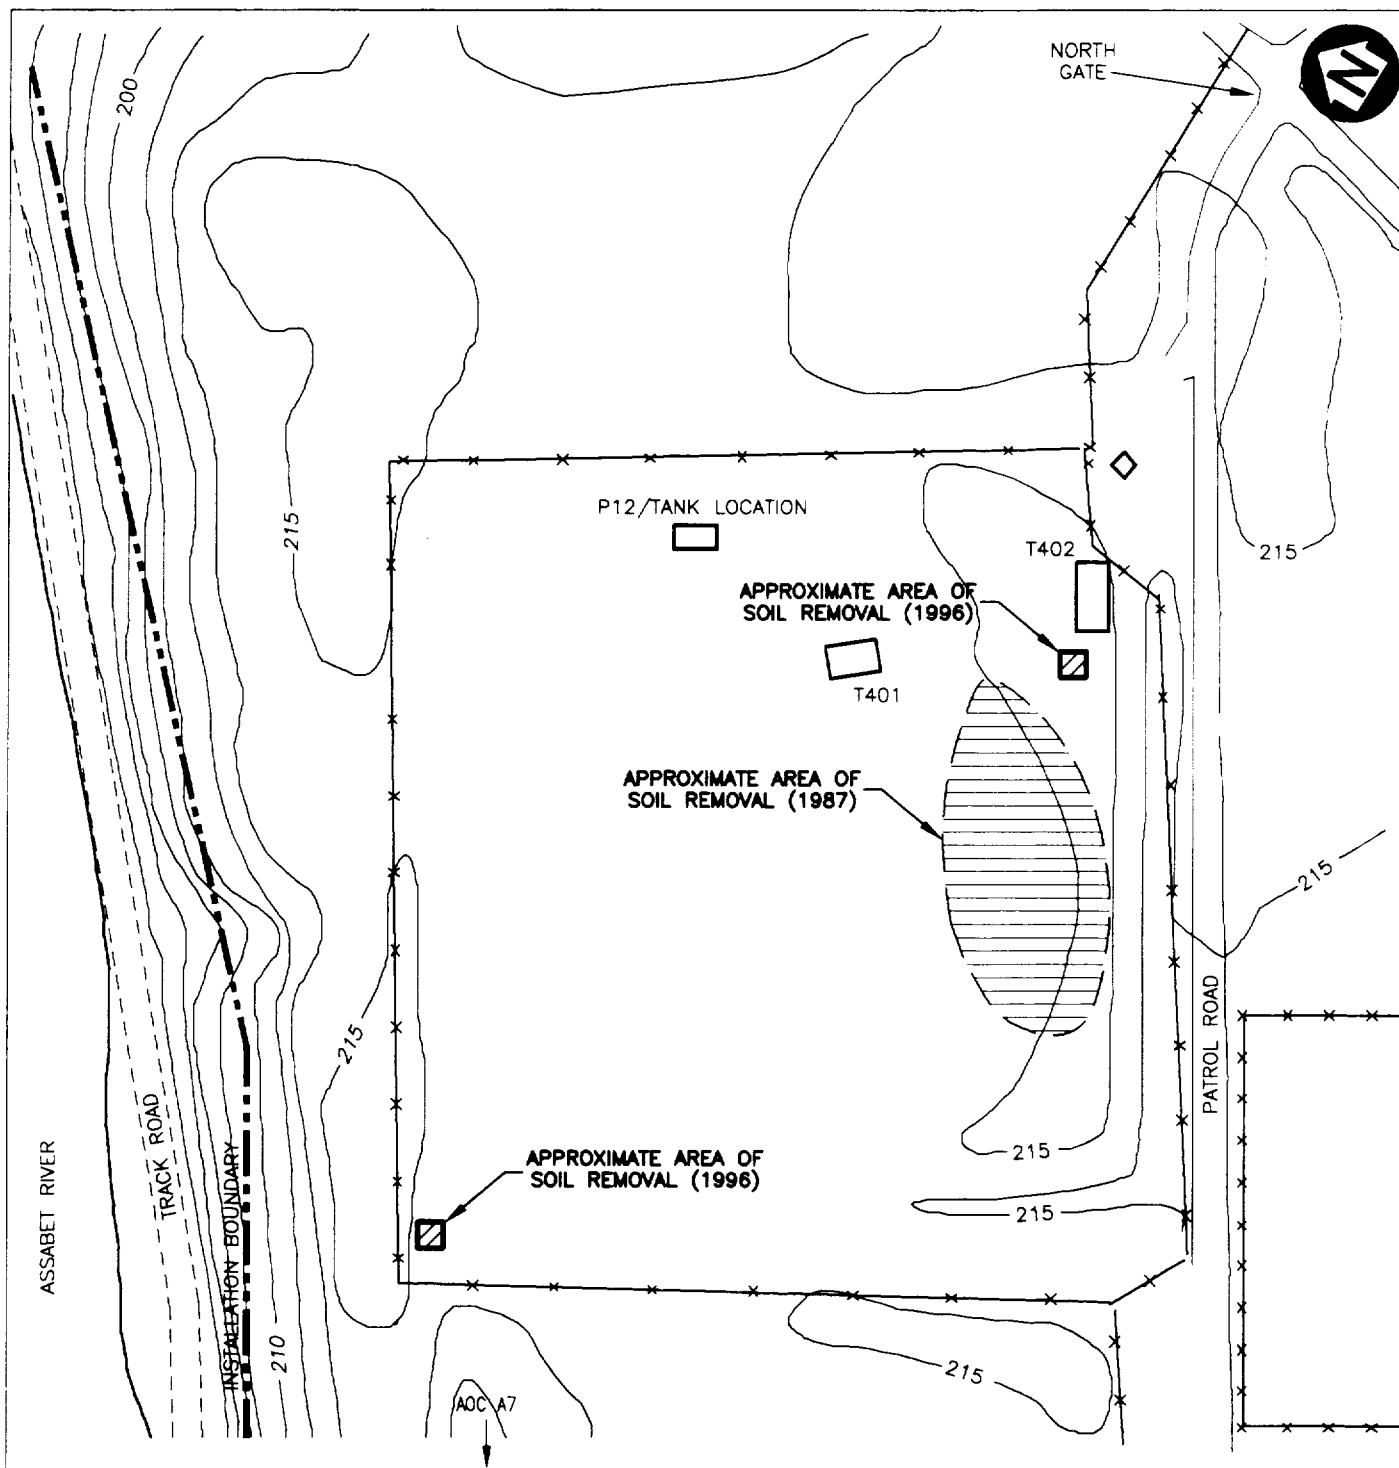 NORTH
GATE
N
200
P12/TANK LOCATION
215
T402
215
APPROXIMATE AREA OF
SOIL REMOVAL (1996)
T401
APPROXIMATE AREA OF
SOIL REMOVAL (1987)
215
215
PATROL ROAD
TRACK ROAD
ASSABET RIVER
INSTALLATION BOUNDARY
APPROXIMATE AREA OF
SOIL REMOVAL (1996)
215
215
210
215
AOC A7